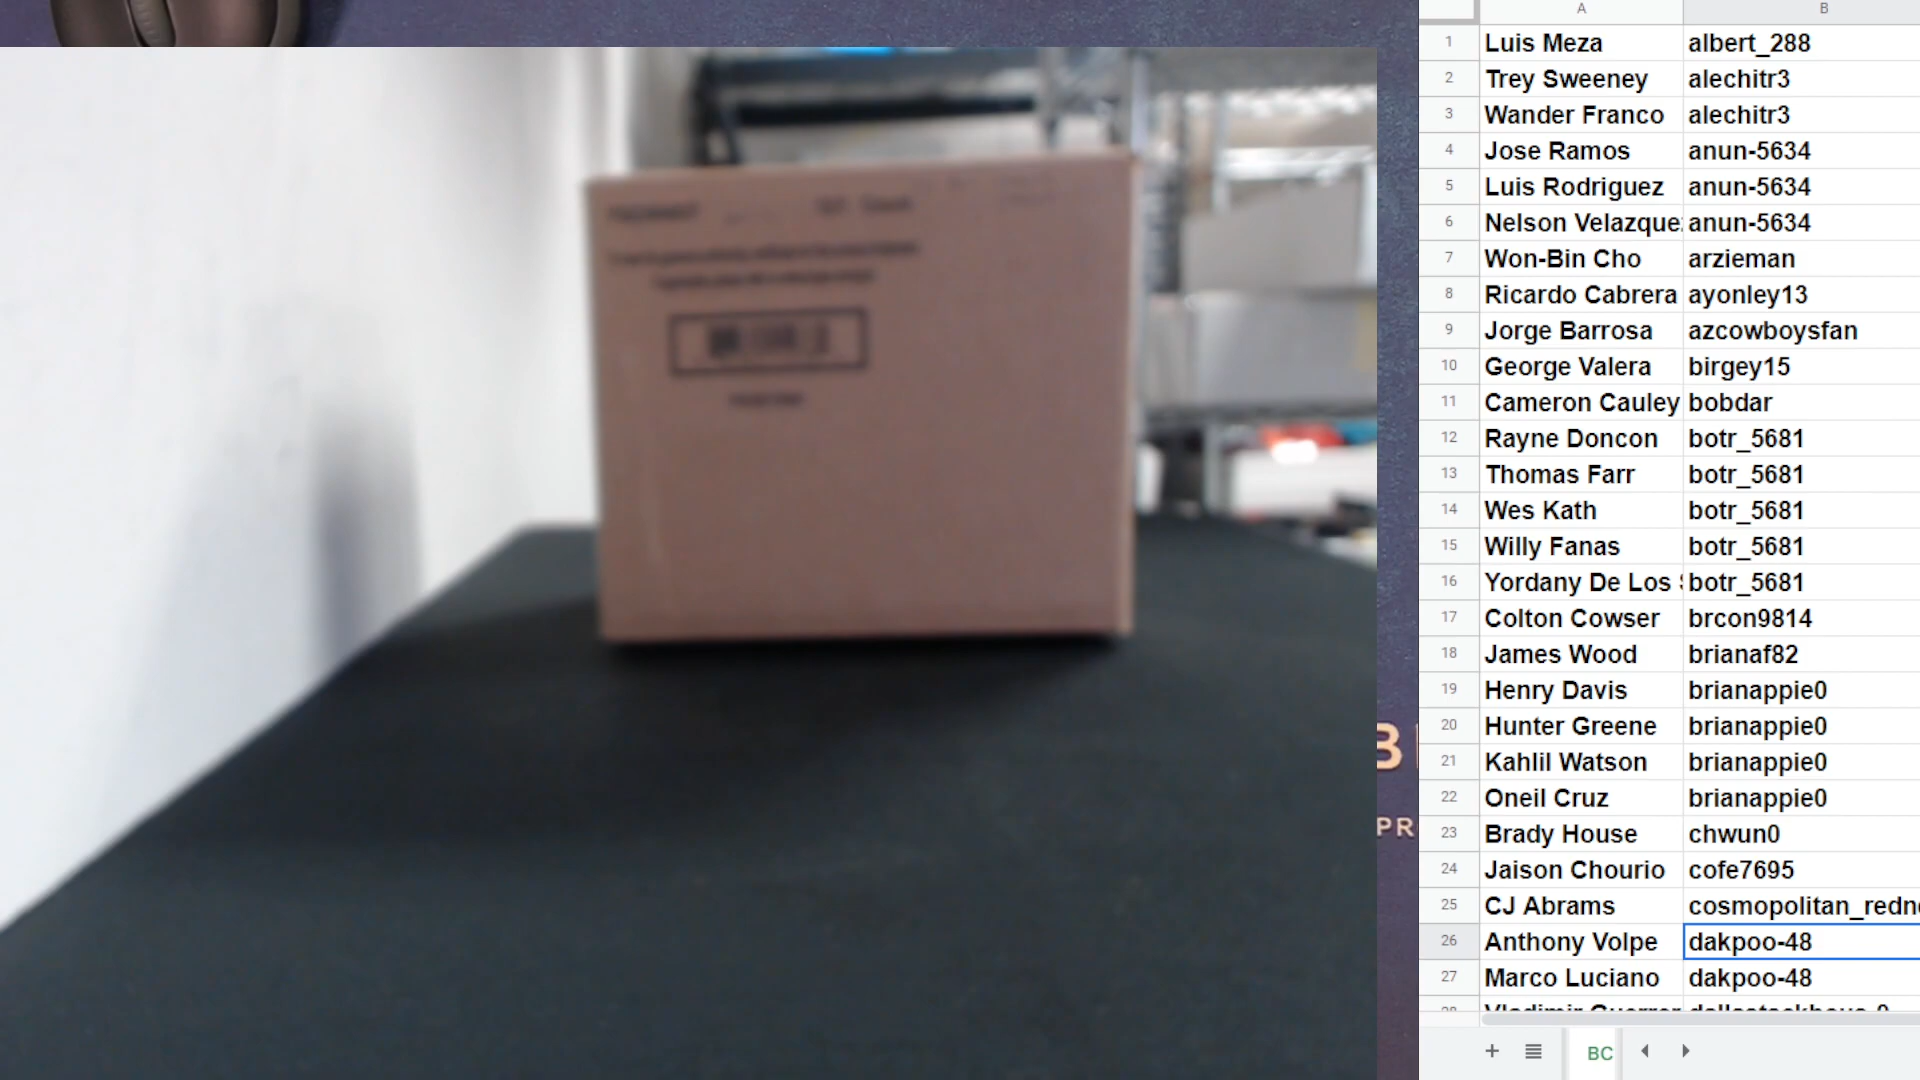 A B
1 Luis Meza albert_288
2 Trey Sweeney alechitr3
3 Wander Franco alechitr3
4 Jose Ramos anun-5634
5 Luis Rodriguez anun-5634
6 Nelson Velazque anun-5634
7 Won-Bin Cho arzieman
8 Ricardo Cabrera ayonley13
9 Jorge Barrosa azcowboysfan
10 George Valera birgey15
11 Cameron Cauley bobdar
12 Rayne Doncon botr_5681
13 Thomas Farr botr_5681
14 Wes Kath botr_5681
15 Willy Fanas botr_5681
16 Yordany De Los botr_5681
17 Colton Cowser brcon9814
18 James Wood brianaf82
19 Henry Davis brianappie0
20 Hunter Greene brianappie0
21 Kahlil Watson brianappie0
22 Oneil Cruz brianappie0
23 Brady House chwun0
24 Jaison Chourio cofe7695
25 CJ Abrams cosmopolitan_redn
26 Anthony Volpe dakpoo-48
27 Marco Luciano dakpoo-48
B
PR
+ BC